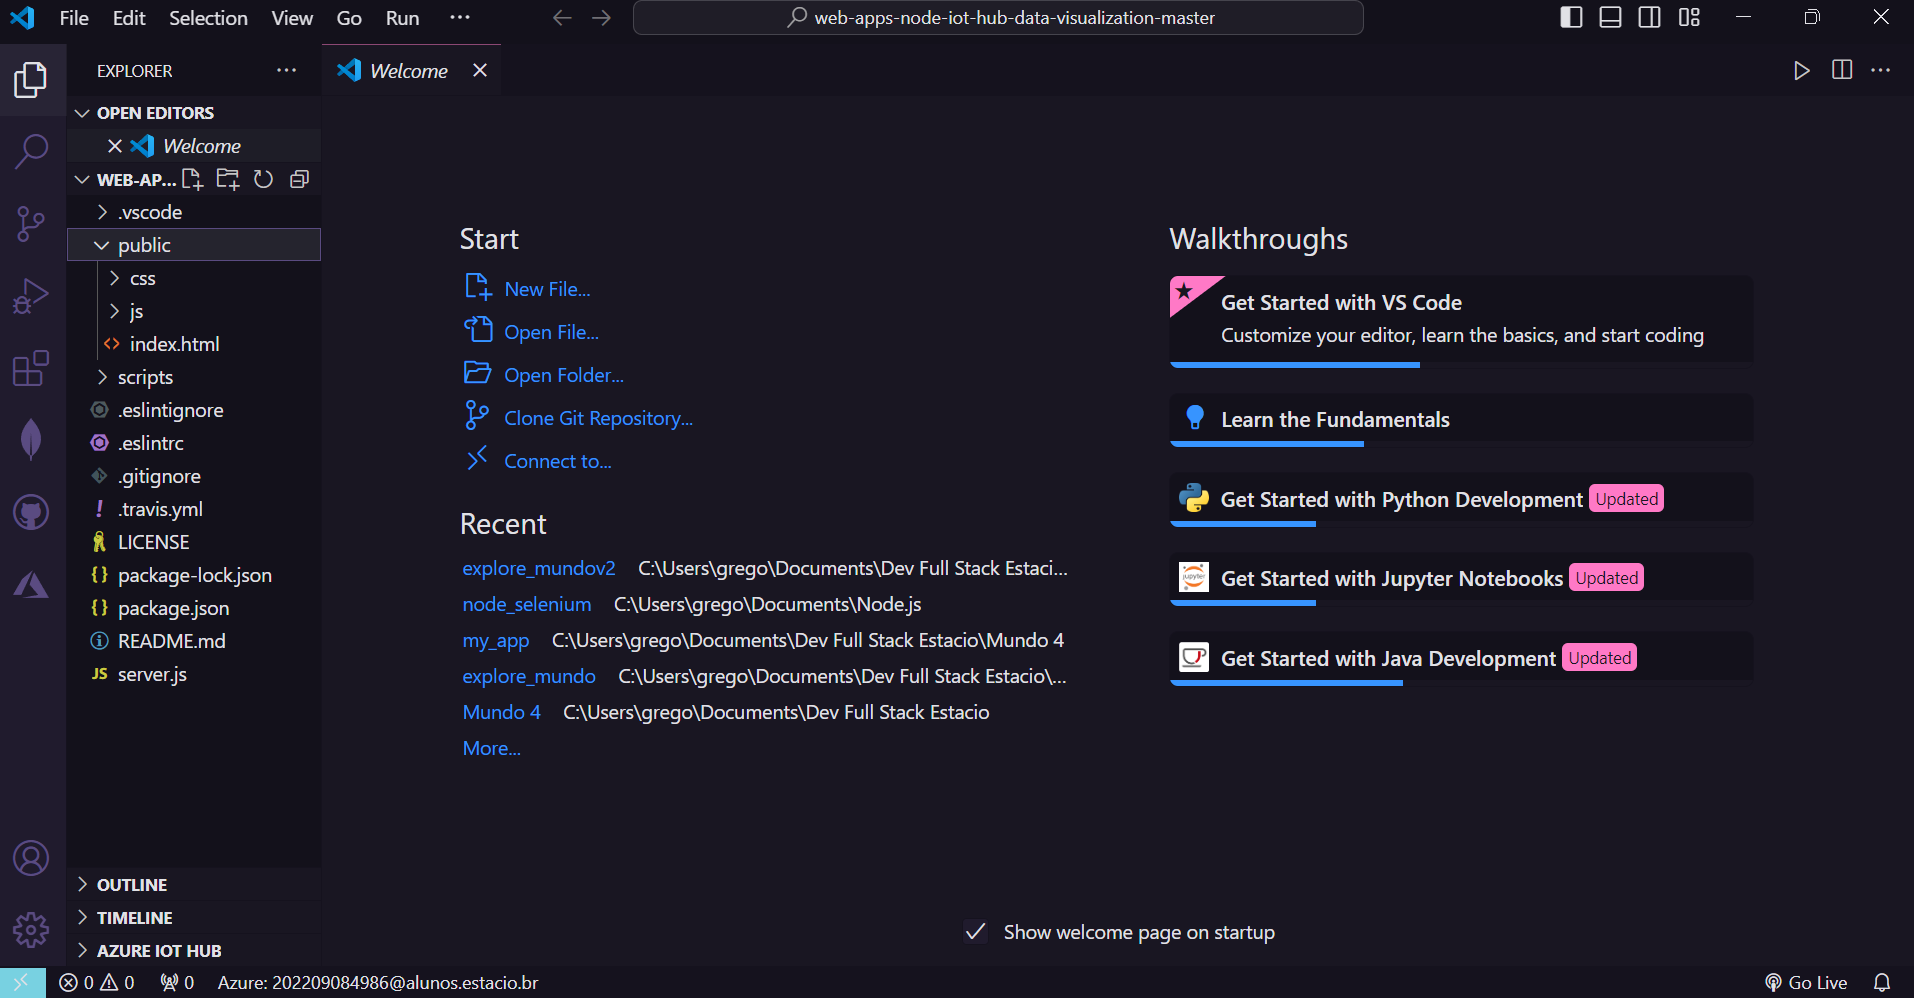 File Edit Selection View Go Run ··· web-apps-node-iot-hub-data-visualization-master
EXPLORER ···
Welcome
OPEN EDITORS
Welcome
WEB-AP...
.vscode
public
css
js
index.html
scripts
.eslintignore
.eslintrc
.gitignore
! .travis.yml
LICENSE
{} package-lock.json
{} package.json
README.md
JS server.js
OUTLINE
TIMELINE
AZURE IOT HUB
Start
New File...
Open File...
Open Folder...
Clone Git Repository...
Connect to...
Recent
explore_mundov2 C:\Users\grego\Documents\Dev Full Stack Estaci...
node_selenium C:\Users\grego\Documents\Node.js
my_app C:\Users\grego\Documents\Dev Full Stack Estacio\Mundo 4
explore_mundo C:\Users\grego\Documents\Dev Full Stack Estacio\...
Mundo 4 C:\Users\grego\Documents\Dev Full Stack Estacio
More...
Walkthroughs
Get Started with VS Code
Customize your editor, learn the basics, and start coding
Learn the Fundamentals
Get Started with Python Development Updated
jupyter Get Started with Jupyter Notebooks Updated
Get Started with Java Development Updated
Show welcome page on startup
0 0 0 Azure: 202209084986@alunos.estacio.br Go Live